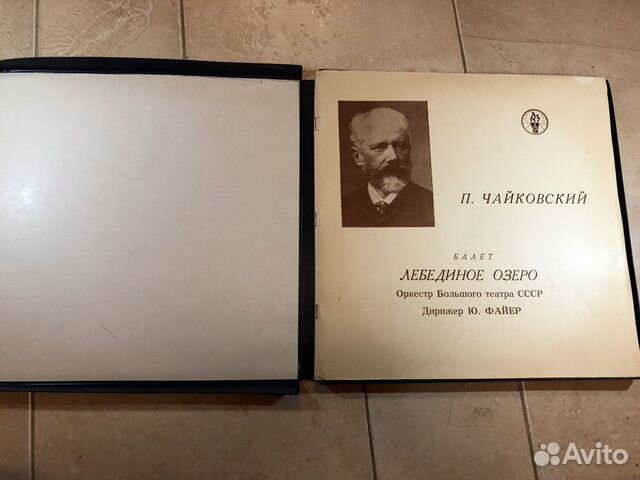 П. ЧАЙКОВСКИЙ
БАЛЕТ
ЛЕБЕДИНОЕ ОЗЕРО
Оркестр Большого театра СССР
Дирижер Ю. ФАЙЕР
Avito